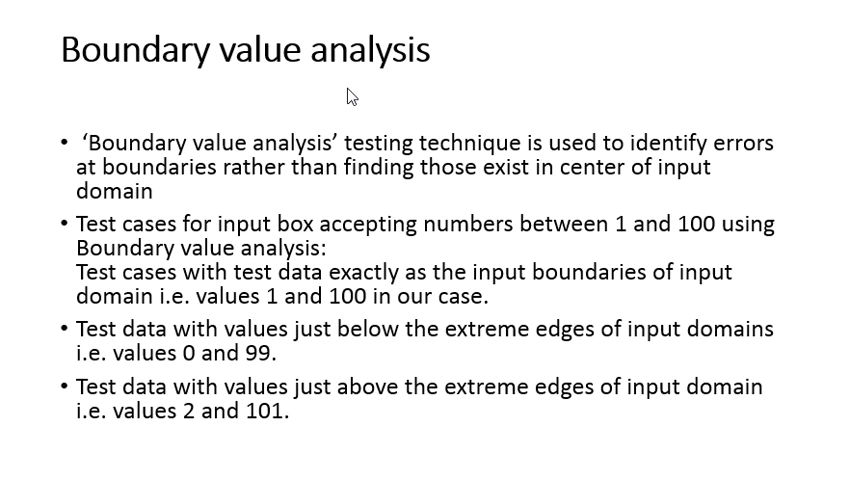 Boundary value analysis
• ‘Boundary value analysis’ testing technique is used to identify errors
at boundaries rather than finding those exist in center of input
domain
• Test cases for input box accepting numbers between 1 and 100 using
Boundary value analysis:
Test cases with test data exactly as the input boundaries of input
domain i.e. values 1 and 100 in our case.
• Test data with values just below the extreme edges of input domains
i.e. values 0 and 99.
• Test data with values just above the extreme edges of input domain
i.e. values 2 and 101.